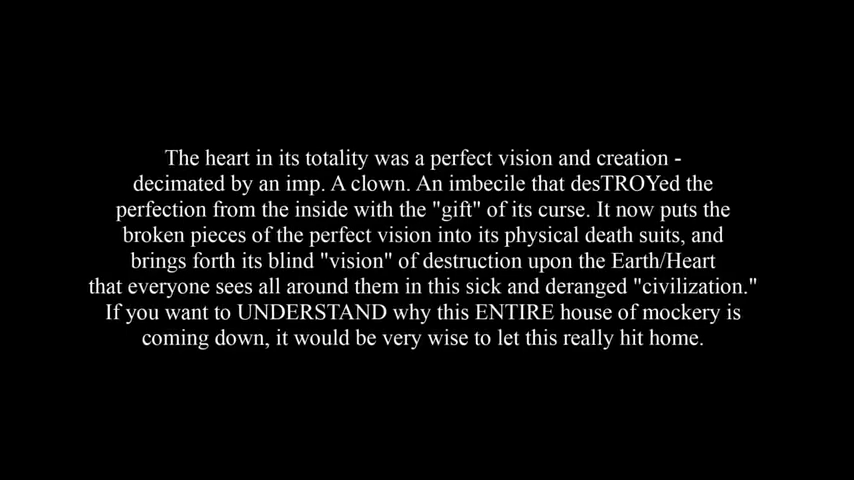 The heart in its totality was a perfect vision and creation -
decimated by an imp. A clown. An imbecile that desTROYed the
perfection from the inside with the "gift" of its curse. It now puts the
broken pieces of the perfect vision into its physical death suits, and
brings forth its blind "vision" of destruction upon the Earth/Heart
that everyone sees all around them in this sick and deranged "civilization."
If you want to UNDERSTAND why this ENTIRE house of mockery is
coming down, it would be very wise to let this really hit home.